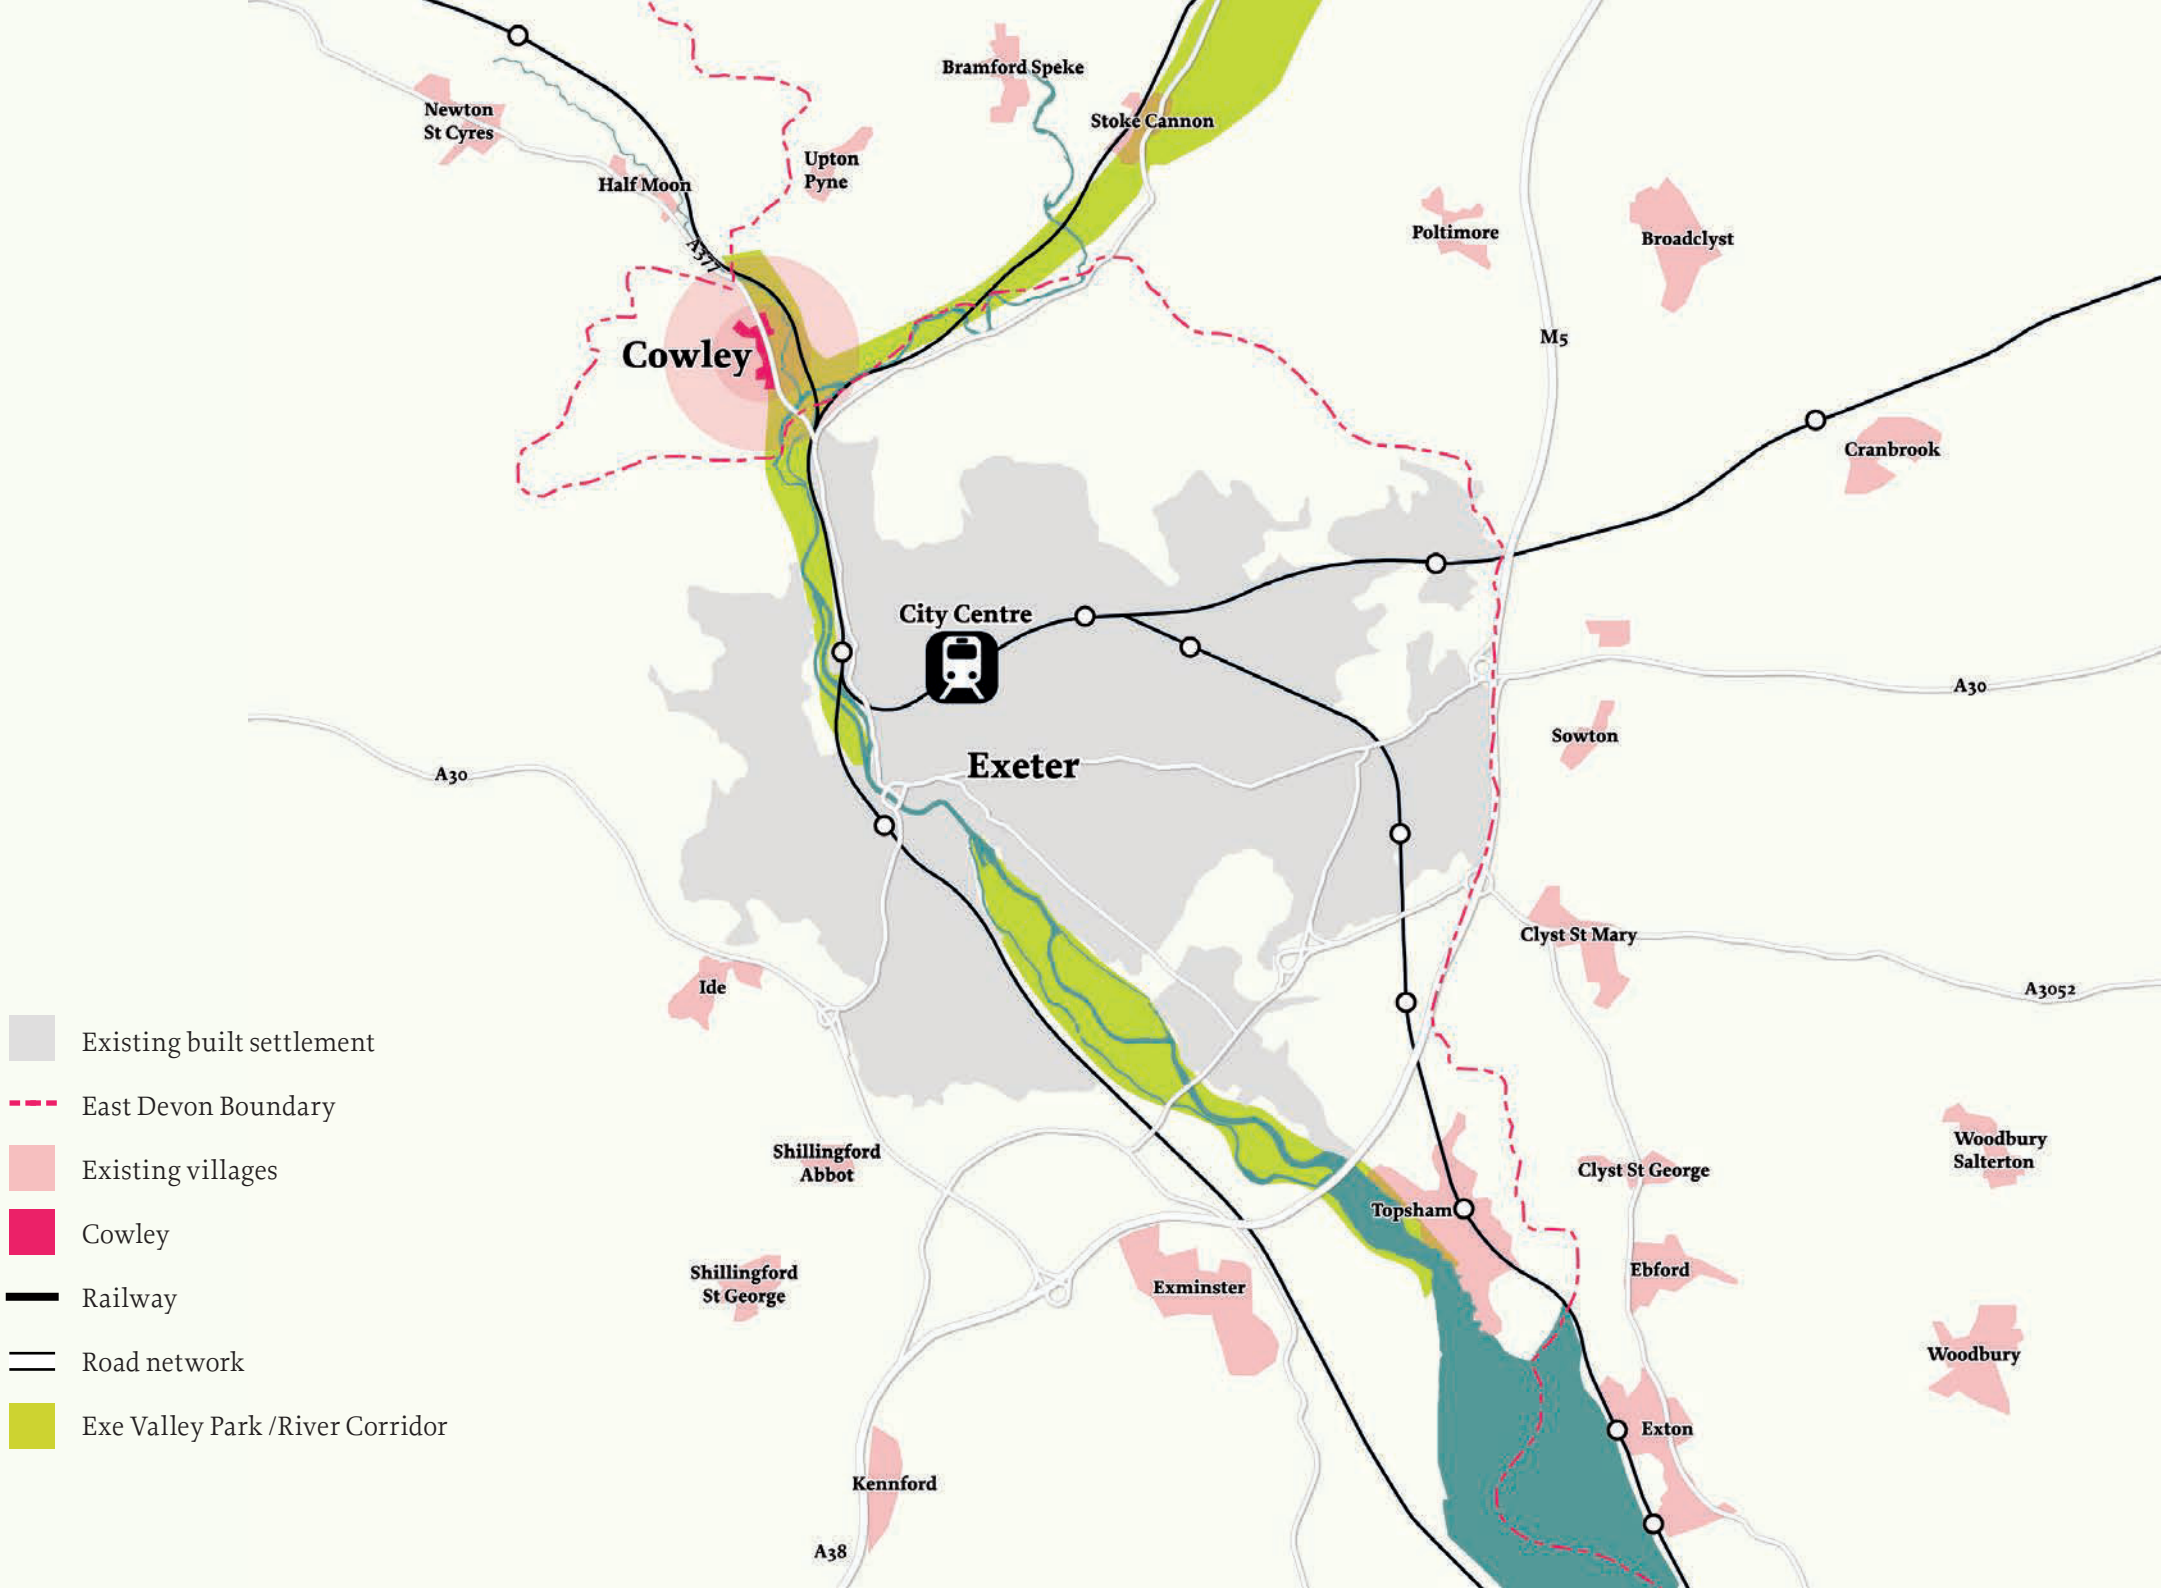 Bramford Speke
Newton
St Cyres
Stoke Cannon
Upton
Pyne
Half Moon
A377
Poltimore
Broadclyst
M5
Cowley
Cranbrook
City Centre
A30
Sowton
Exeter
A30
Clyst St Mary
Ide
A3052
Existing built settlement
East Devon Boundary
Existing villages
Cowley
Railway
Road network
Exe Valley Park /River Corridor
Shillingford
Abbot
Woodbury
Salterton
Clyst St George
Topsham
Shillingford
St George
Ebford
Exminster
Woodbury
Exton
Kennford
A38